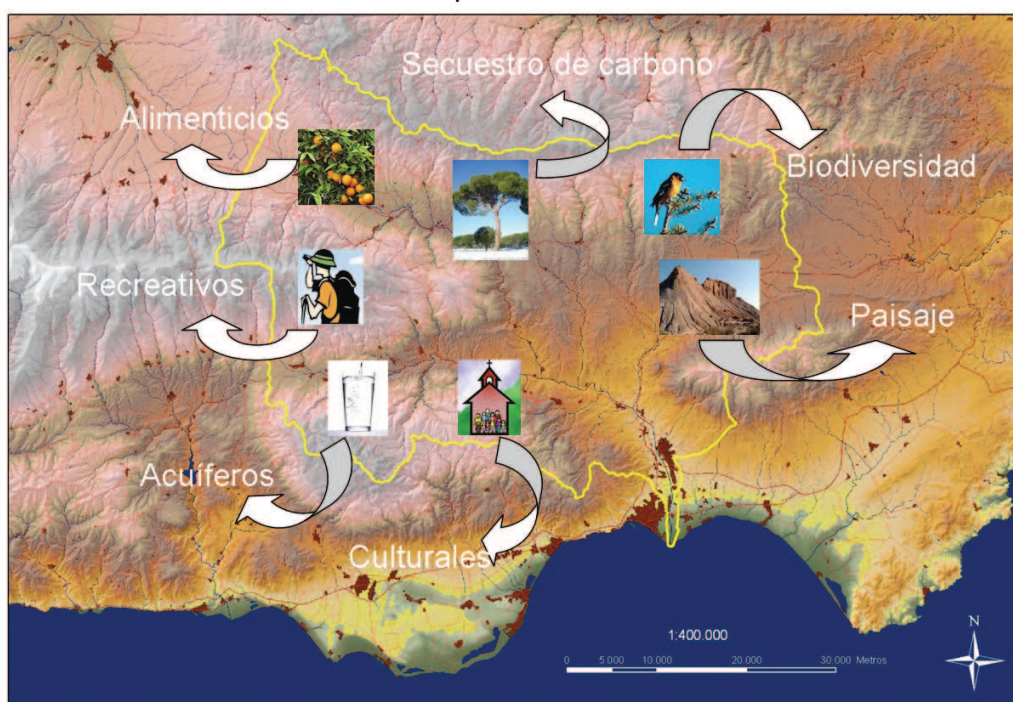 Secuestro de carbono
Alimenticios
Biodiversidad
Recreativos
Paisaje
Acuíferos
Culturales
1:400.000
N
0 5.000 10.000 20.000 30.000 Metros